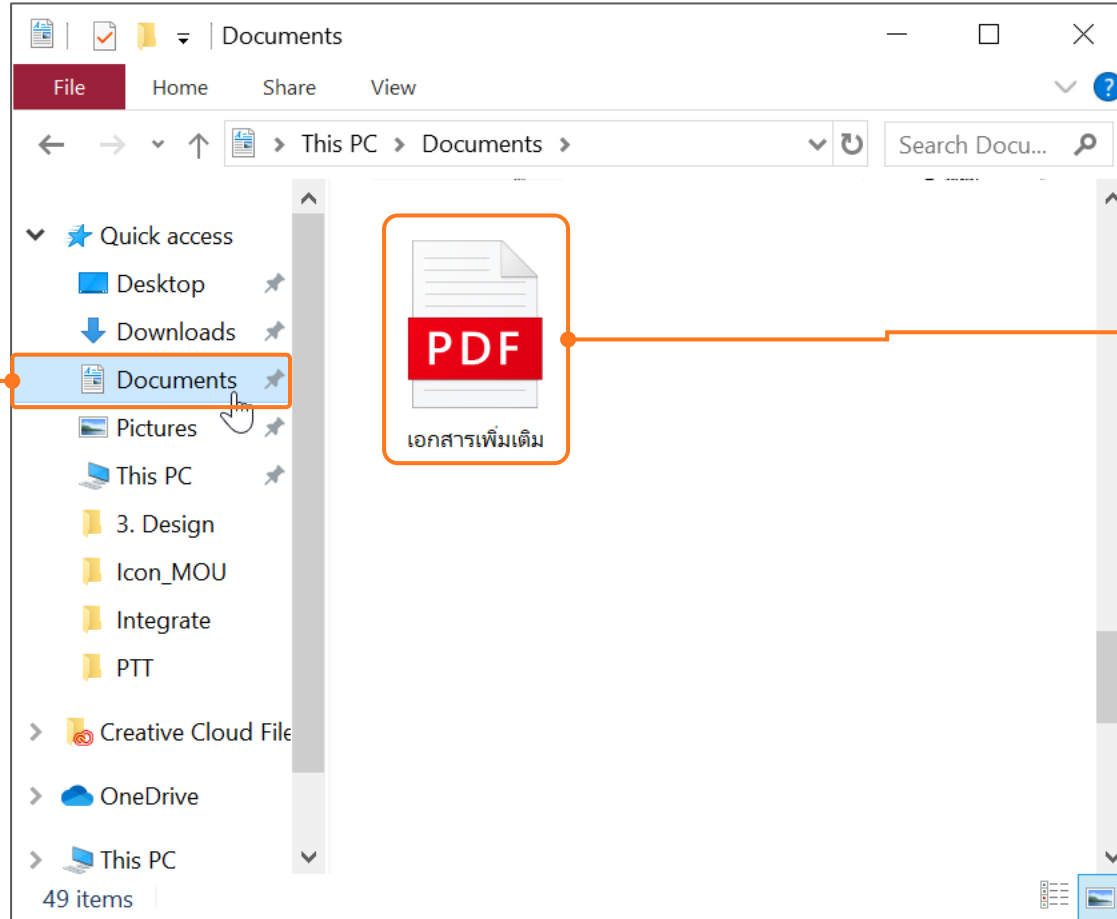 Documents
File Home Share View
This PC > Documents >
Search Docu...
Quick access
Desktop
Downloads
Documents
Pictures
This PC
3. Design
Icon_MOU
Integrate
PTT
Creative Cloud File
OneDrive
This PC
PDF
เอกสารเพิ่มเติม
49 items